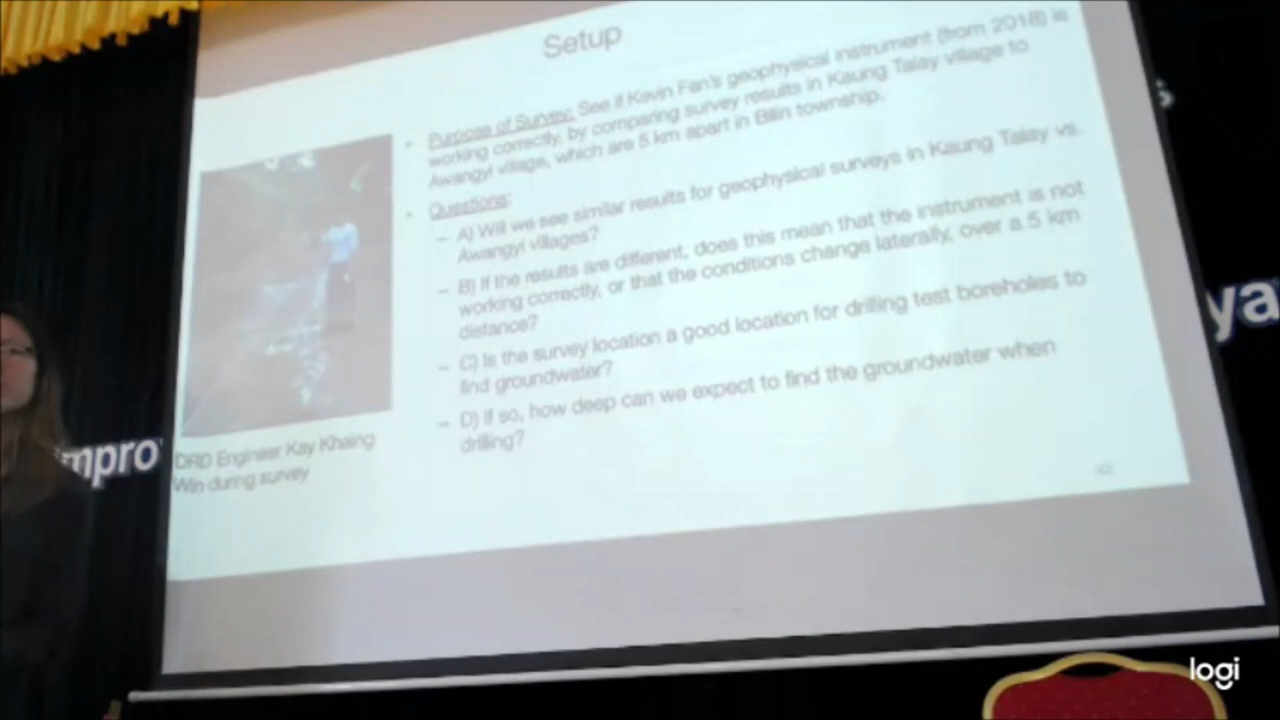 Setup
• Purpose of Survey: See if Kevin Fan's geophysical instrument (from 2018) is
working correctly, by comparing survey results in Kaung Talay village to
Awangyi village, which are 5 km apart in Bilin township.
• Questions:
– A) Will we see similar results for geophysical surveys in Kaung Talay vs.
Awangyi villages?
– B) If the results are different, does this mean that the instrument is not
working correctly, or that the conditions change laterally, over a 5 km
distance?
– C) Is the survey location a good location for drilling test boreholes to
find groundwater?
– D) If so, how deep can we expect to find the groundwater when
drilling?
DRD Engineer Kay Khaing
Win during survey
42
mpro
ya
s
logi